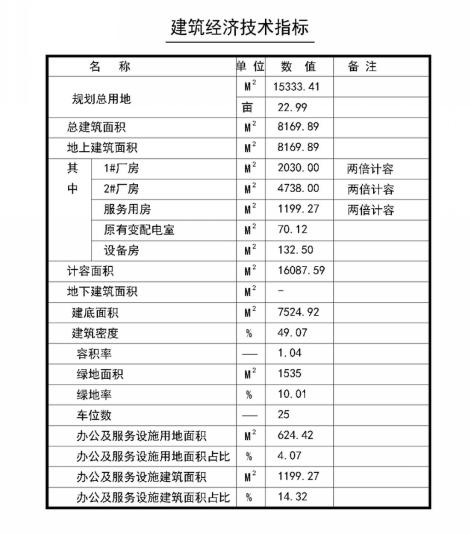 建筑经济技术指标
名 称 单 位 数 值 备 注
规划总用地 M² 15333.41
亩 22.99
总建筑面积 M² 8169.89
地上建筑面积 M² 8169.89
其中 1#厂房 M² 2030.00 两倍计容
2#厂房 M² 4738.00 两倍计容
服务用房 M² 1199.27 两倍计容
原有变配电室 M² 70.12
设备房 M² 132.50
计容面积 M² 16087.59
地下建筑面积 M² -
建底面积 M² 7524.92
建筑密度 % 49.07
容积率 — 1.04
绿地面积 M² 1535
绿地率 % 10.01
车位数 — 25
办公及服务设施用地面积 M² 624.42
办公及服务设施用地面积占比 % 4.07
办公及服务设施建筑面积 M² 1199.27
办公及服务设施建筑面积占比 % 14.32